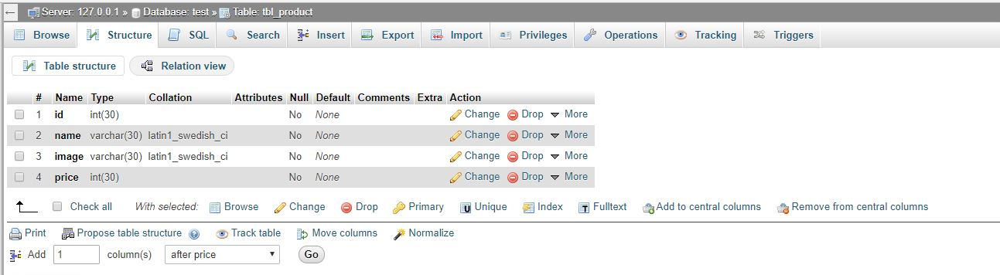 Server: 127.0.0.1 » Database: test » Table: tbl_product
Browse Structure SQL Search Insert Export Import Privileges Operations Tracking Triggers
Table structure Relation view
# Name Type Collation Attributes Null Default Comments Extra Action
1 id int(30) No None Change Drop More
2 name varchar(30) latin1_swedish_ci No None Change Drop More
3 image varchar(30) latin1_swedish_ci No None Change Drop More
4 price int(30) No None Change Drop More
Check all With selected: Browse Change Drop Primary Unique Index Fulltext Add to central columns Remove from central columns
Print Propose table structure Track table Move columns Normalize
Add 1 column(s) after price Go